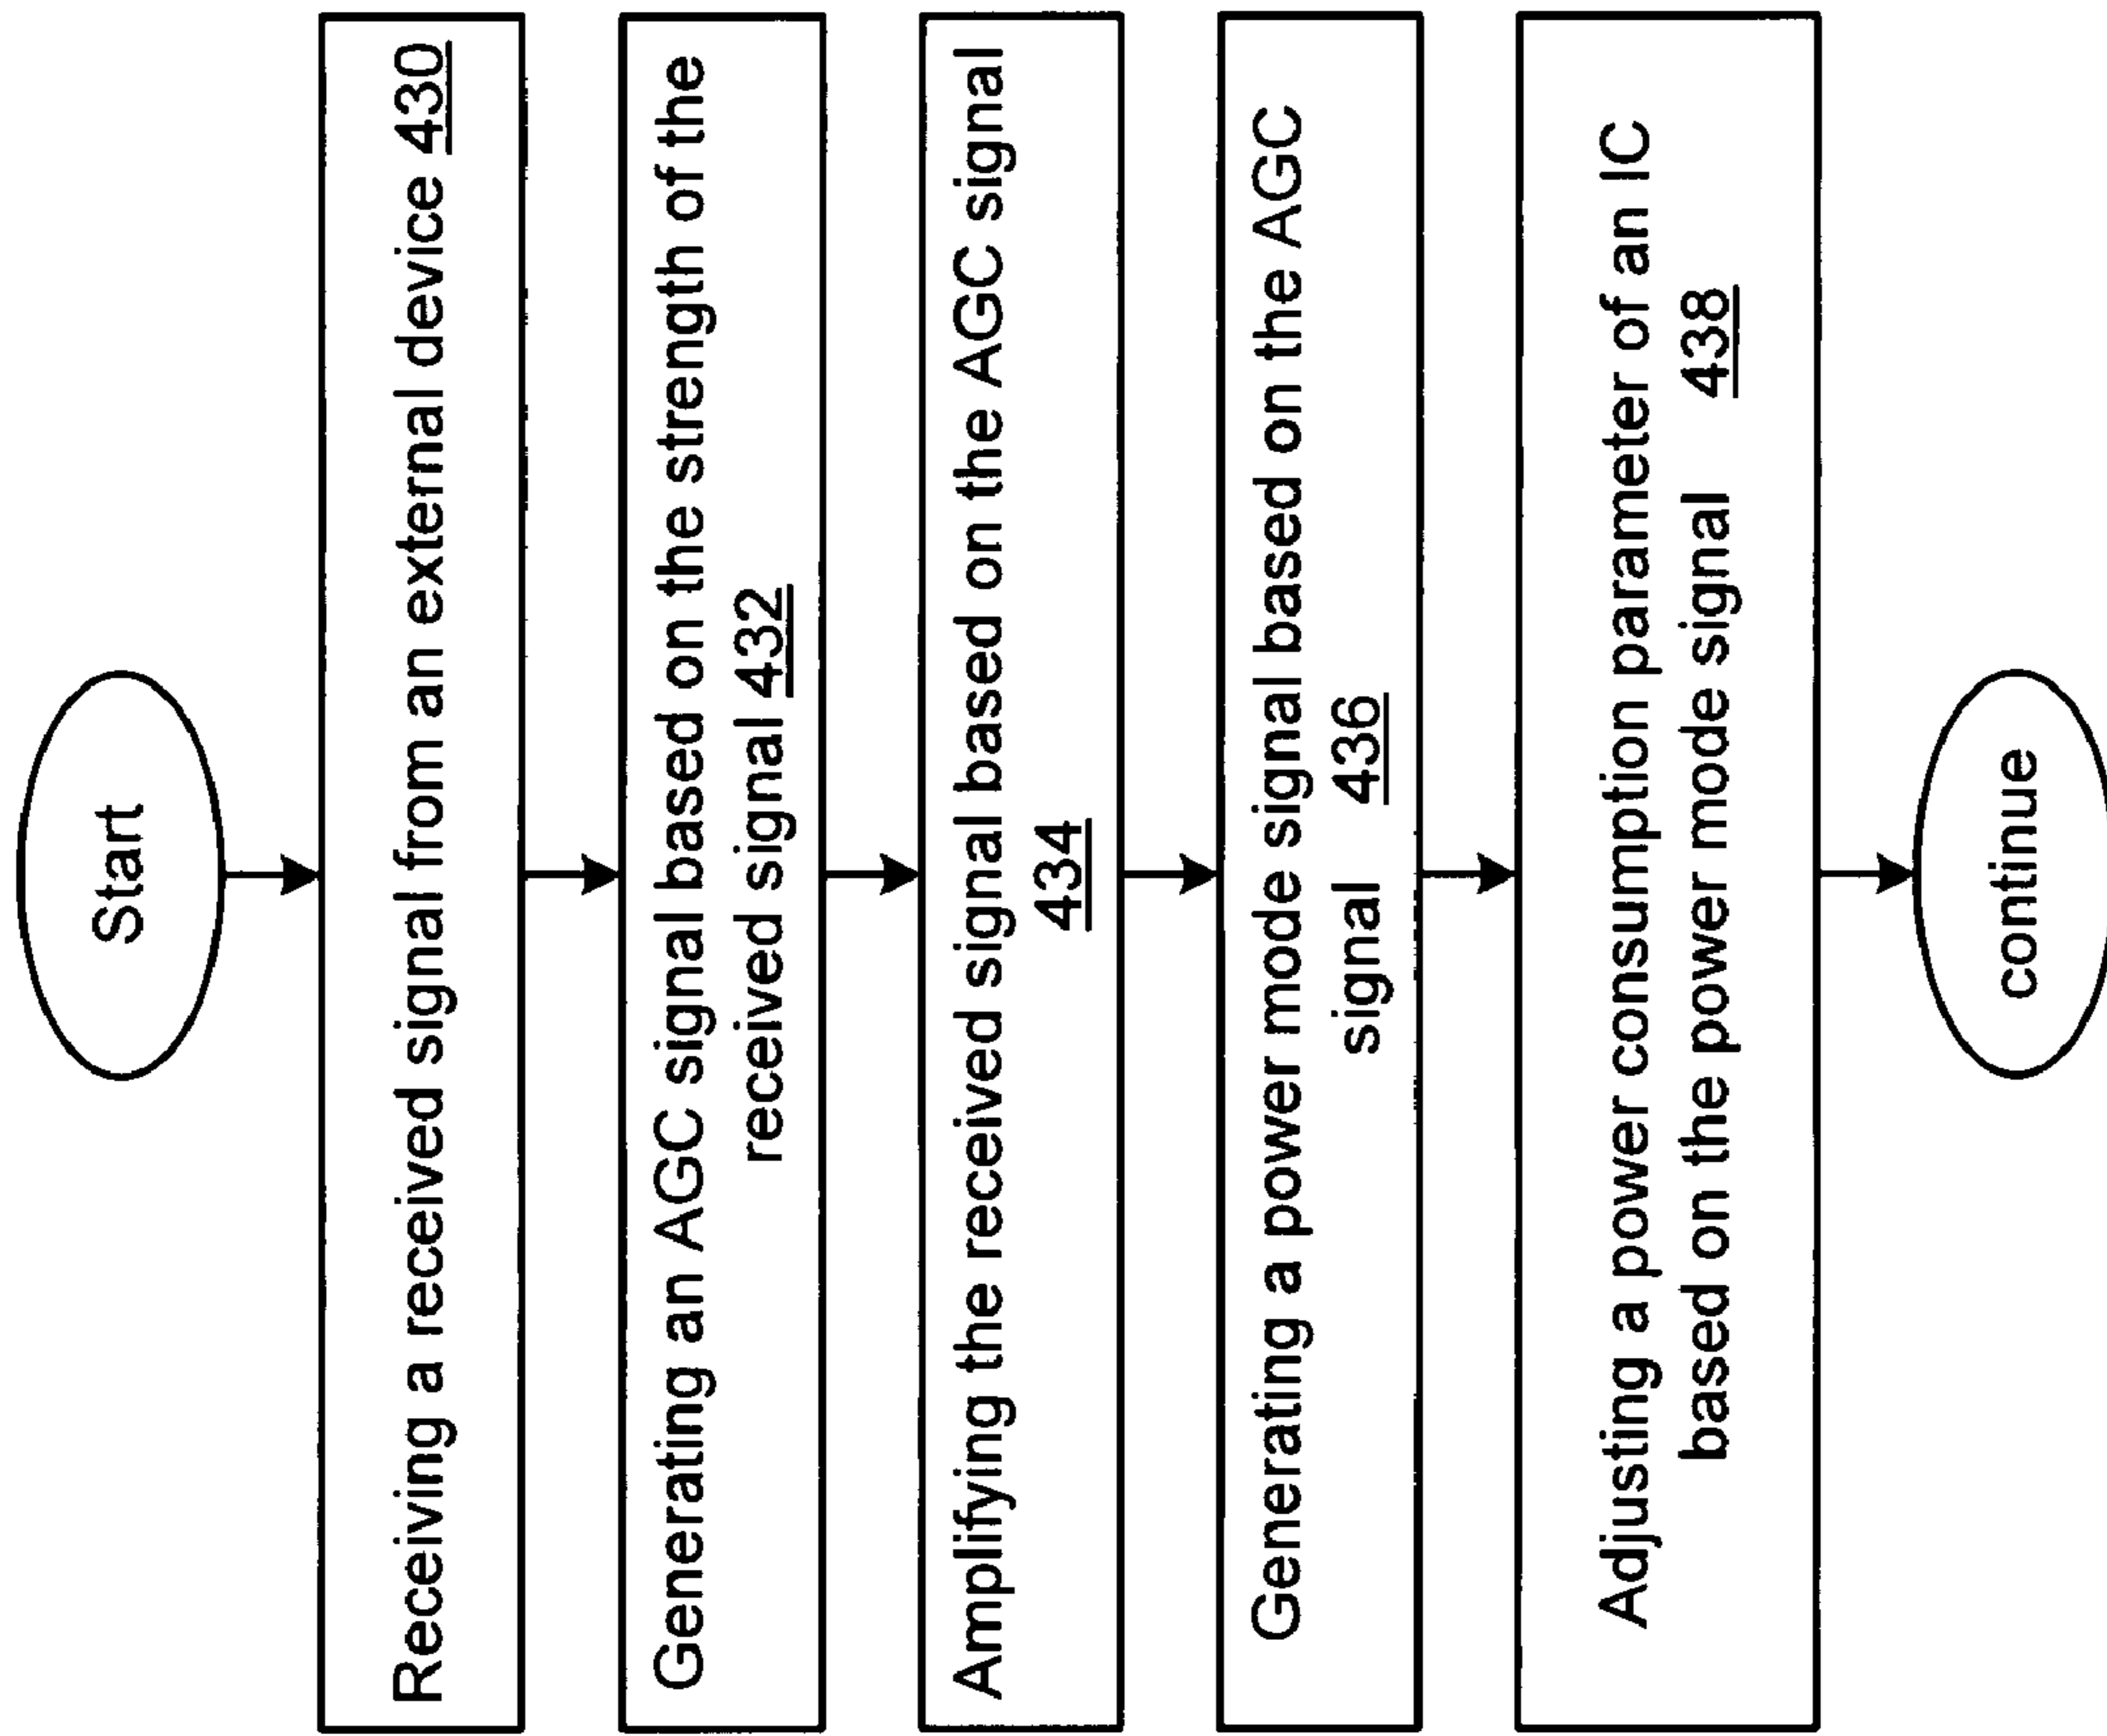 Start
Receiving a received signal from an external device 430
Generating an AGC signal based on the strength of the
received signal 432
Amplifying the received signal based on the AGC signal
434
Generating a power mode signal based on the AGC
signal 436
Adjusting a power consumption parameter of an IC
based on the power mode signal 438
continue